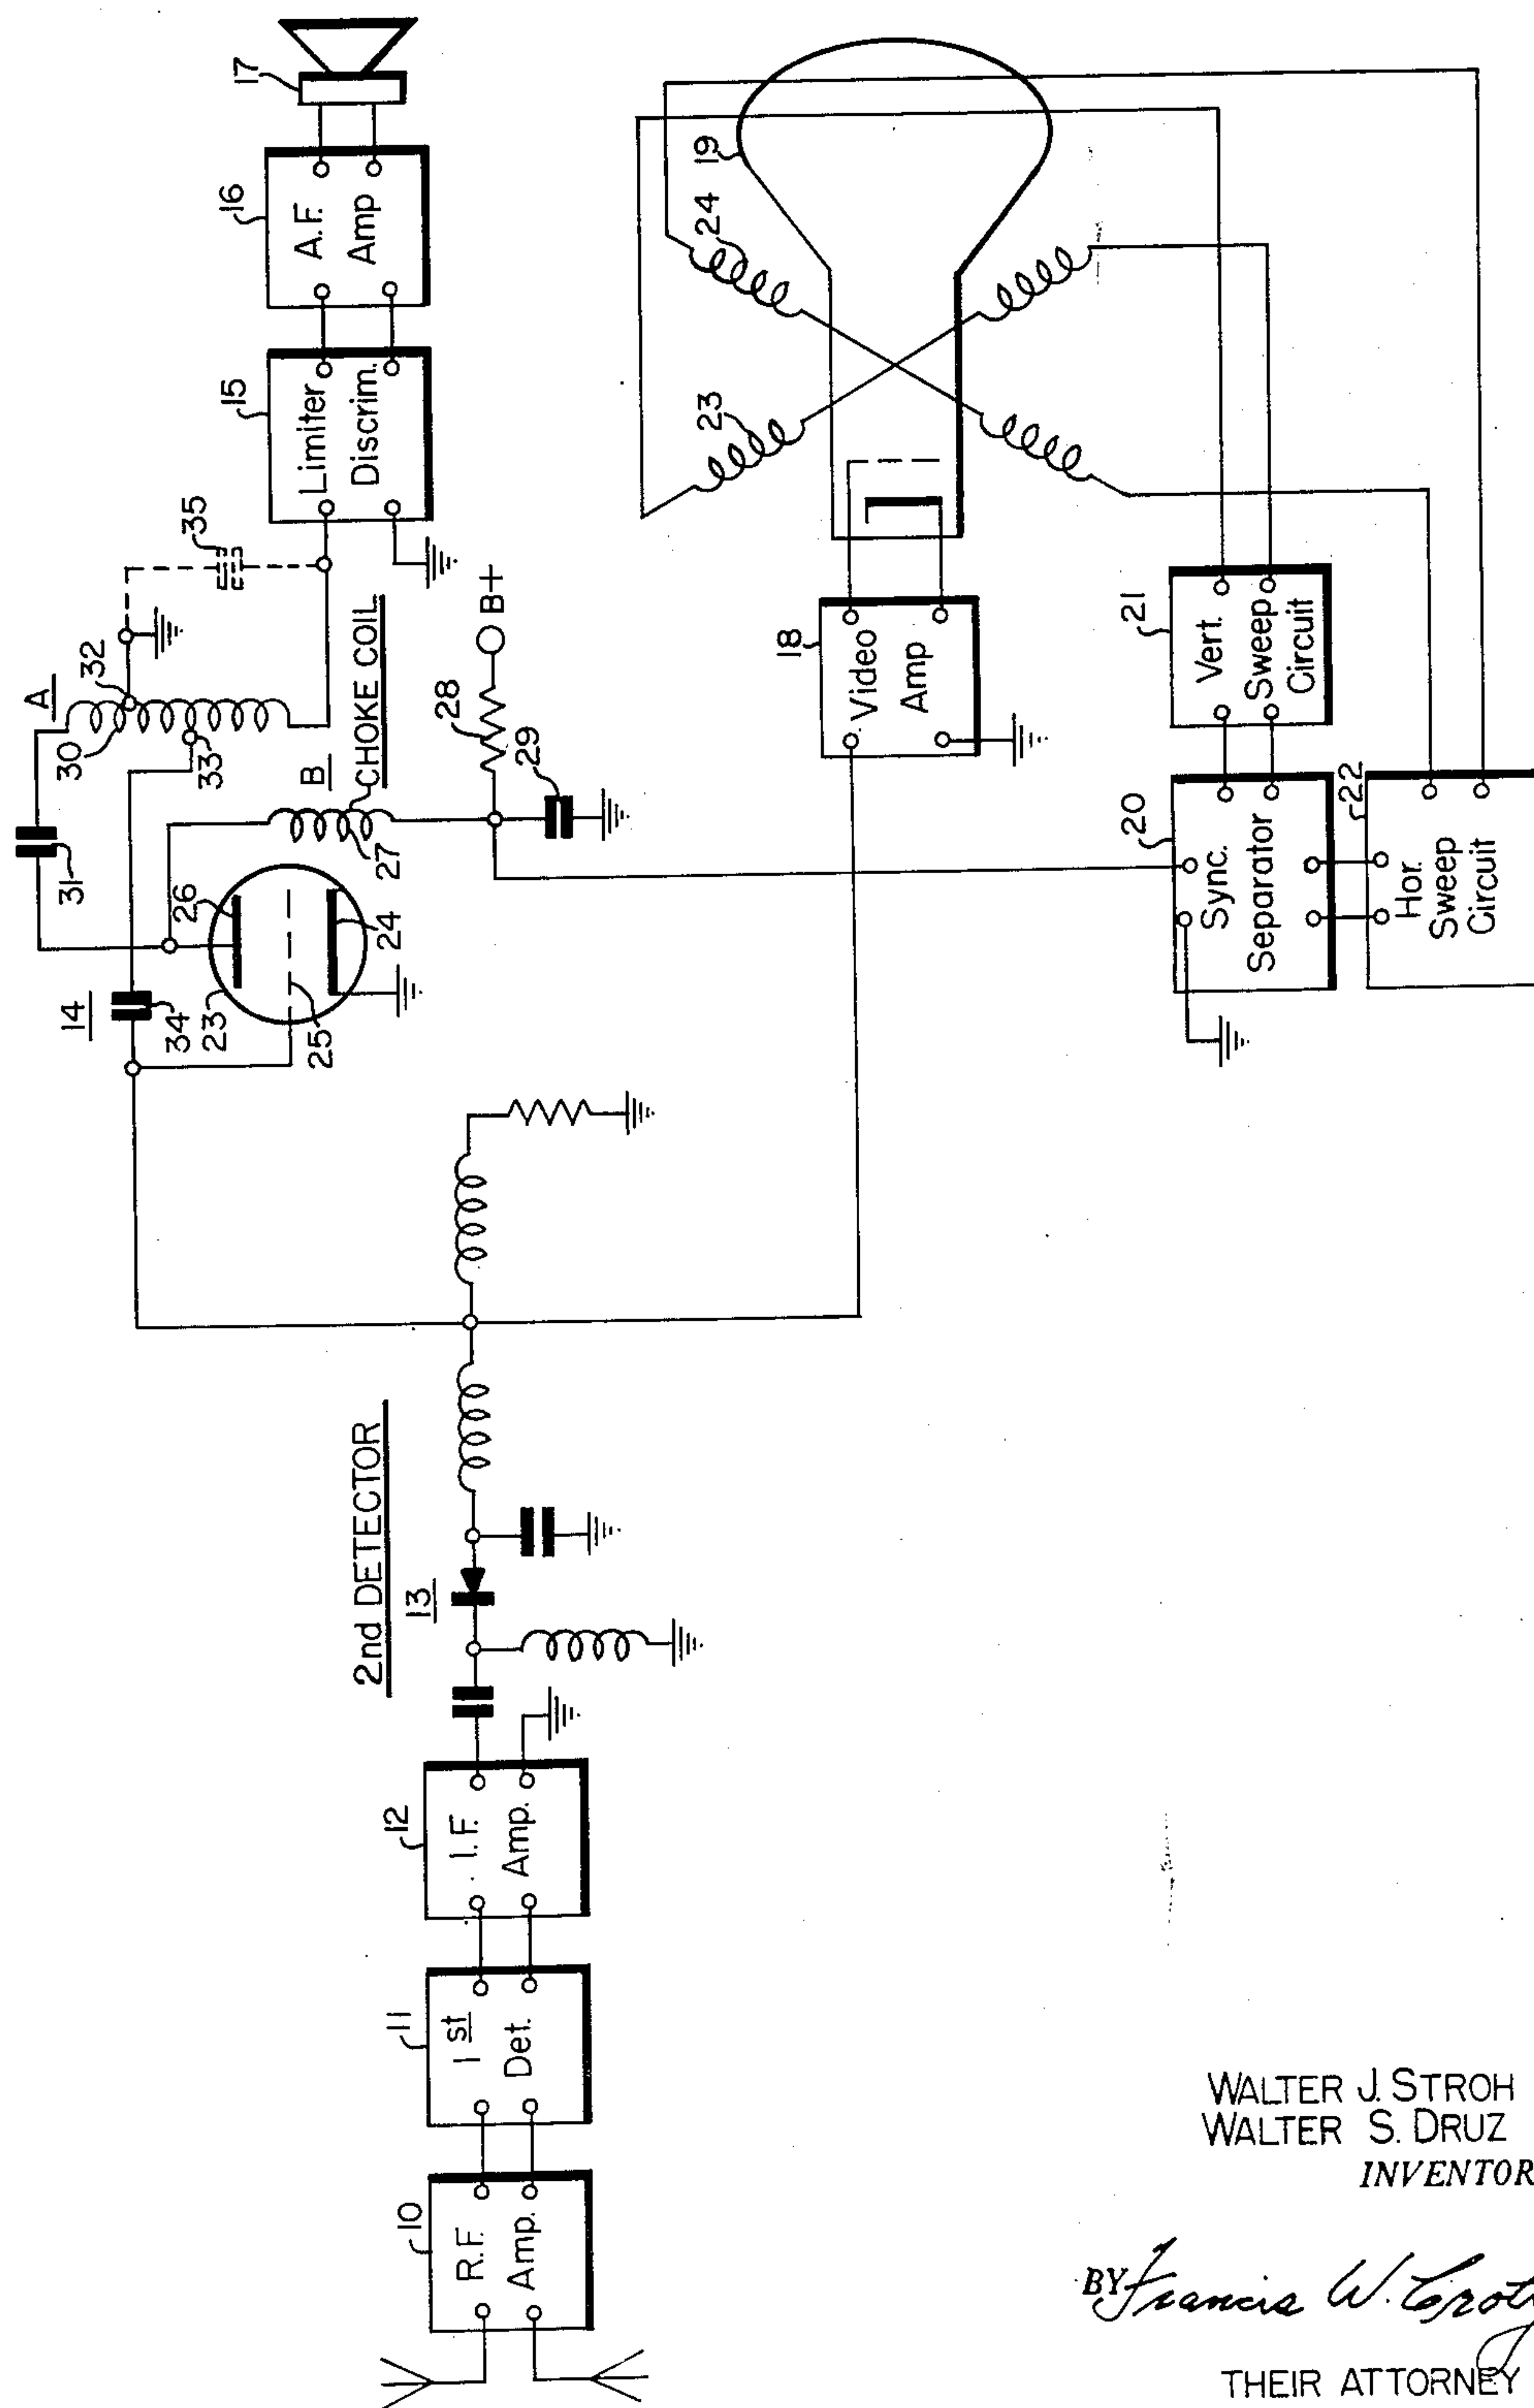 10
R.F.
Amp.
11
1st
Det.
12
I.F.
Amp.
2nd DETECTOR
13
14
34
23
25
26
24
31
A
30
32
33
35
B
CHOKE COIL
27
28
B+
29
15
Limiter
Discrim.
16
A.F.
Amp
17
18
Video
Amp
19
23
24
20
Sync.
Separator
21
Vert.
Sweep
Circuit
22
Hor.
Sweep
Circuit
WALTER J. STROH
WALTER S. DRUZ
INVENTOR
BY Francis W.
THEIR ATTORNEY